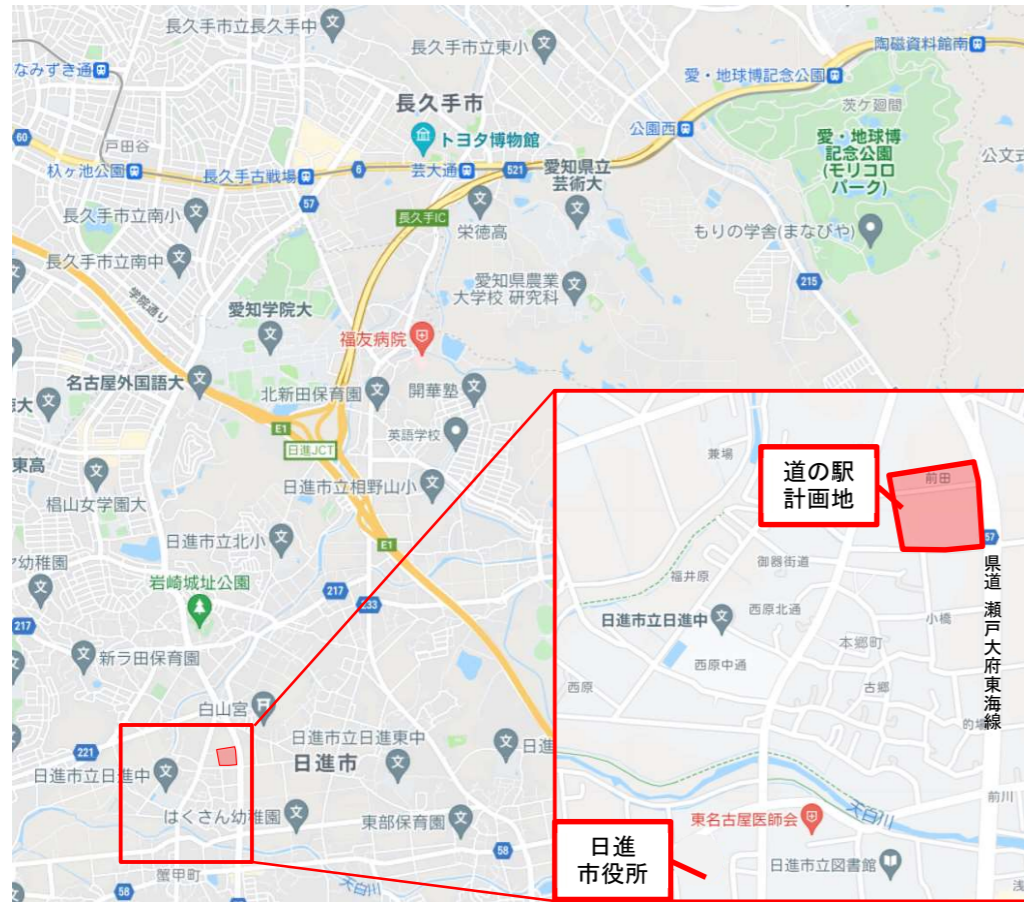 長久手市立長久手中
長久手市立東小
陶磁資料館南
なみずき通
愛・地球博記念公園
長久手市
茨ケ廻間
60
戸田谷
トヨタ博物館
公園西
愛・地球博
記念公園
(モリコロ
パーク)
公文式
杁ヶ池公園
長久手古戦場
6
芸大通
521
愛知県立
芸術大
57
長久手市立南小
長久手IC
栄徳高
もりの学舎(まなびや)
長久手市立南中
愛知県農業
大学校 研究科
215
学院通り
愛知学院大
福友病院
名古屋外国語大
北新田保育園
開華塾
大
E1
日進JCT
英語学校
東高
椙山女学園大
日進市立相野山小
日進市立北小
E1
幼稚園
岩崎城址公園
217
233
217
新ラ田保育園
白山宮
221
日進市立日進東中
日進
日進市立日進中
日進市
はくさん幼稚園
東部保育園
58
蟹甲町
58
天白川
兼場
道の駅
計画地
前田
57
御器街道
福井原
県道 瀬戸大府東海線
日進市立日進中
西原北通
小橋
本郷町
西原中通
古郷
西原
的場
天白川
前川
東名古屋医師会
日進
市役所
日進市立図書館
浅